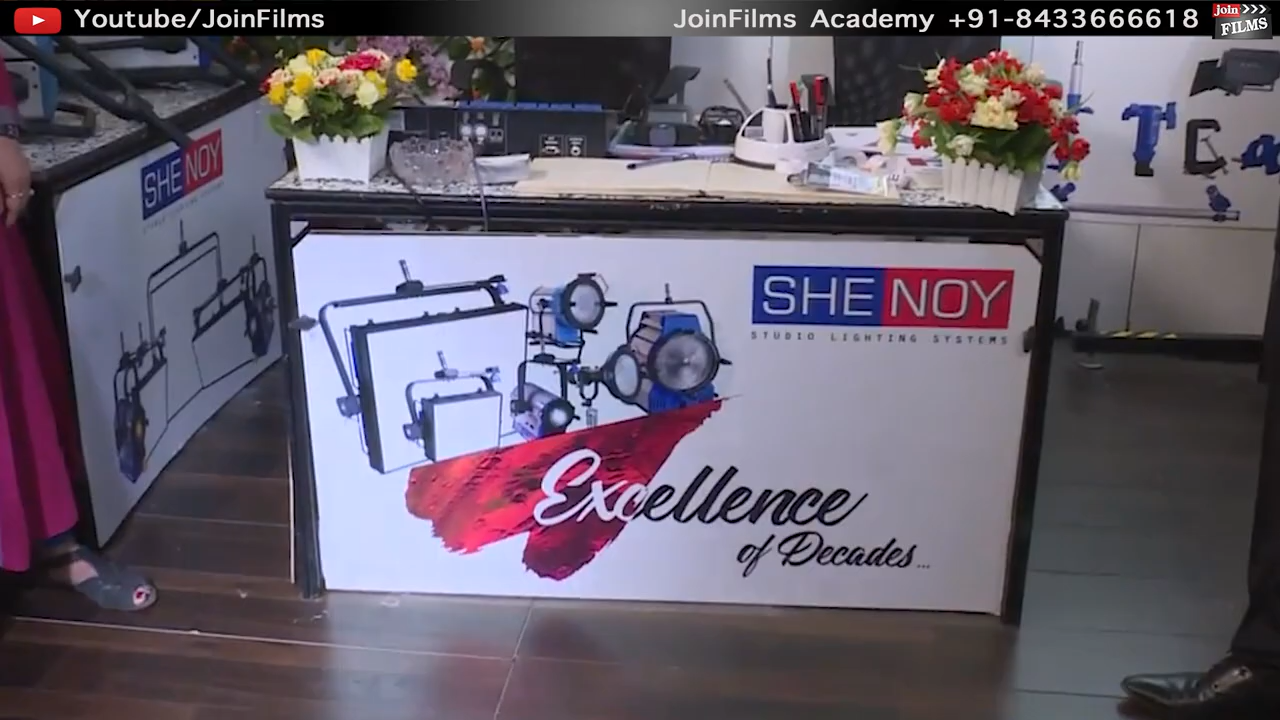 Youtube/JoinFilms
JoinFilms Academy +91-8433666618
Join
FILMS
SHENOY
SHENOY
STUDIO LIGHTING SYSTEMS
Excellence
of Decades...